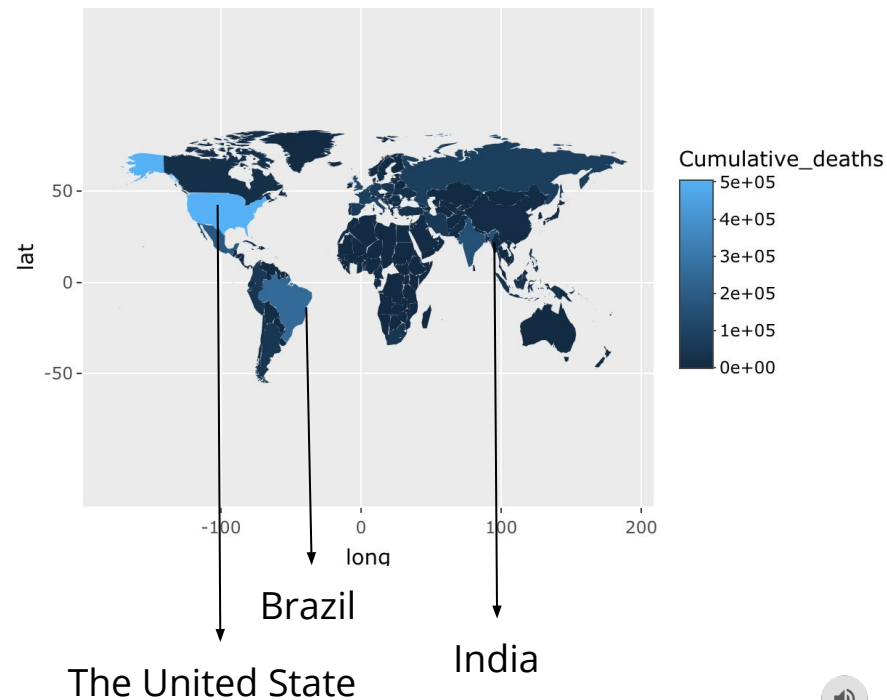 Cumulative_deaths
5e+05
4e+05
3e+05
2e+05
1e+05
0e+00
lat
50
0
-50
-100
0
100
200
long
Brazil
India
The United State